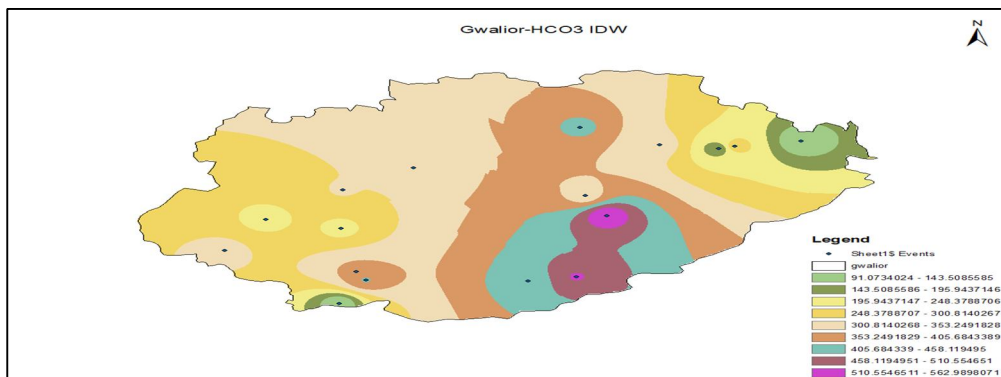 Gwalior-HCO3 IDW
N
Legend
Sheet1$ Events
gwalior
91.0734024 - 143.5085585
143.5085586 - 195.9437146
195.9437147 - 248.3788706
248.3788707 - 300.8140267
300.8140268 - 353.2491828
353.2491829 - 405.6843389
405.684339 - 458.119495
458.1194951 - 510.554651
510.5546511 - 562.9898071